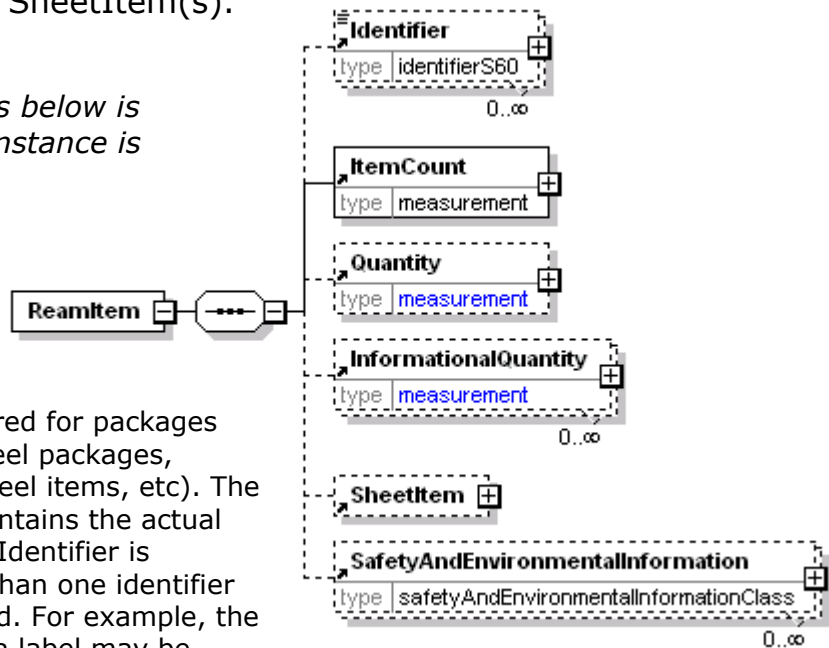 SheetItem(s).
s below is
nstance is
red for packages
eel packages,
eel items, etc). The
ntains the actual
Identifier is
than one identifier
d. For example, the
label may be
ReamItem
Identifier
type identifierS60
0..∞
ItemCount
type measurement
Quantity
type measurement
InformationalQuantity
type measurement
0..∞
SheetItem
SafetyAndEnvironmentalInformation
type safetyAndEnvironmentalInformationClass
0..∞